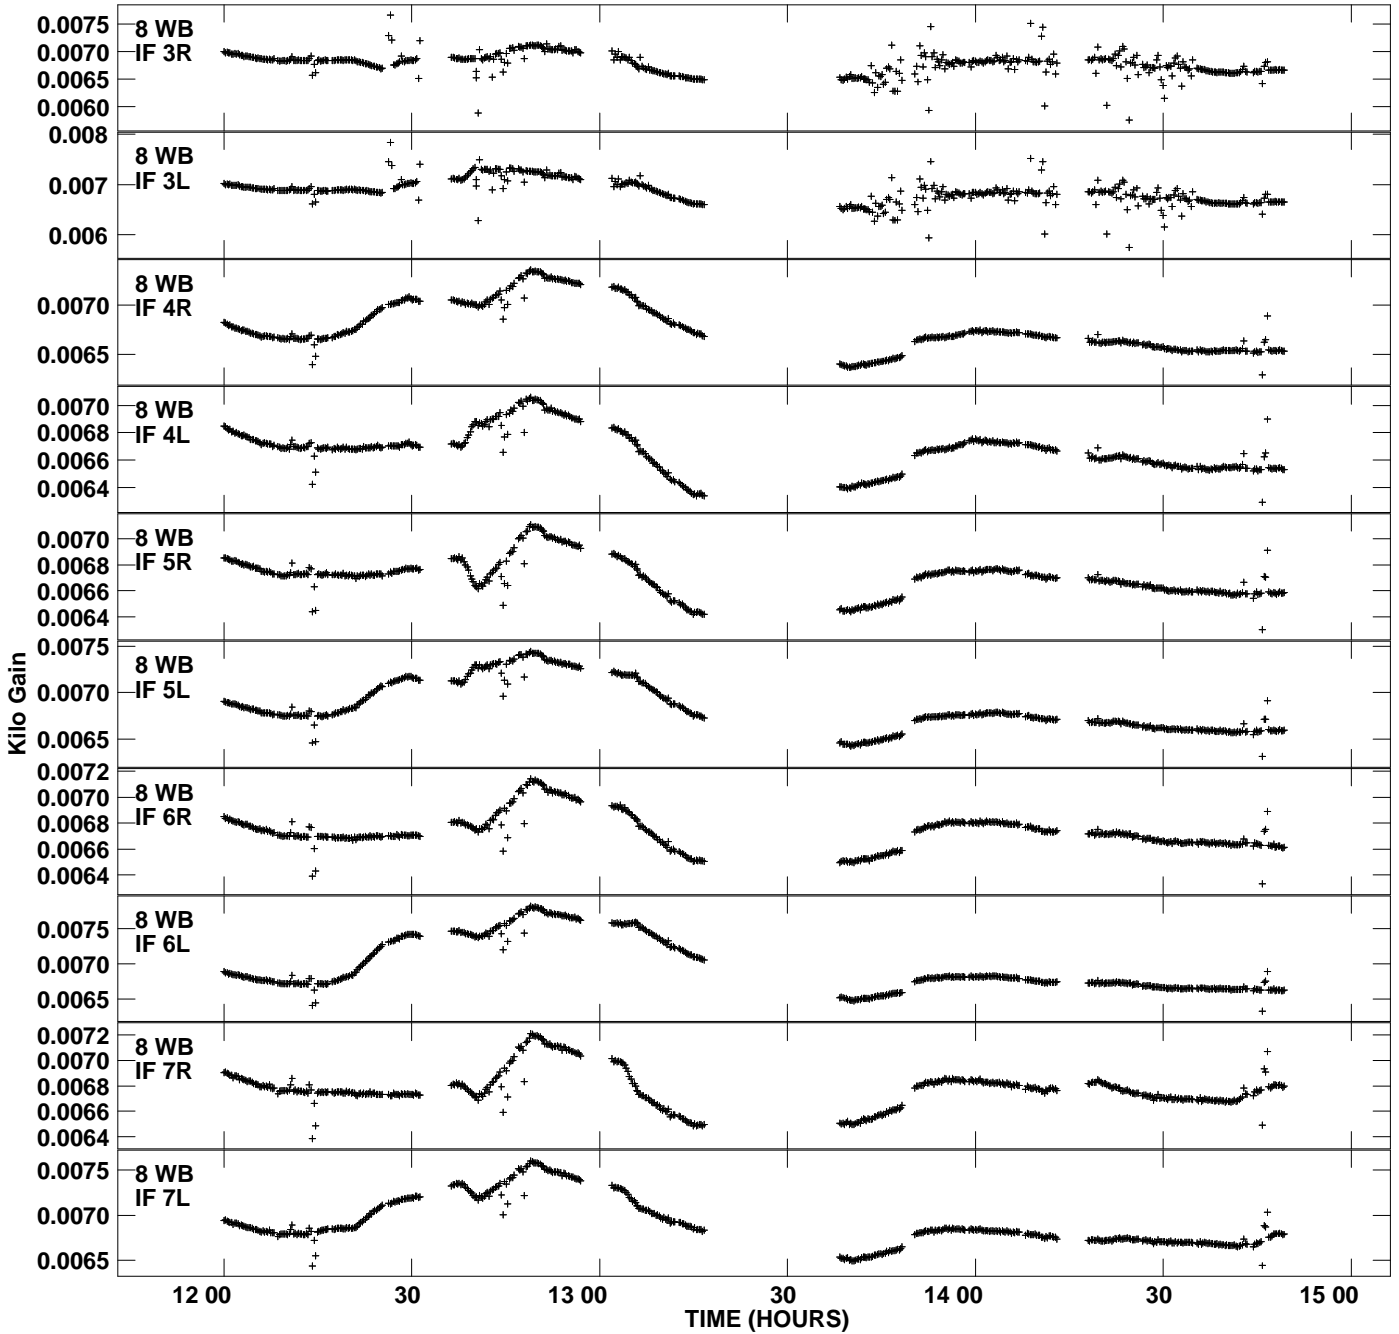 0.0075
0.0070
0.0065
0.0060
8 WB
IF 3R
0.008
0.007
0.006
8 WB
IF 3L
0.0070
0.0065
8 WB
IF 4R
0.0070
0.0068
0.0066
0.0064
8 WB
IF 4L
0.0070
0.0068
0.0066
0.0064
8 WB
IF 5R
0.0075
0.0070
0.0065
8 WB
IF 5L
0.0072
0.0070
0.0068
0.0066
0.0064
8 WB
IF 6R
0.0075
0.0070
0.0065
8 WB
IF 6L
0.0072
0.0070
0.0068
0.0066
0.0064
8 WB
IF 7R
0.0075
0.0070
0.0065
8 WB
IF 7L
Kilo Gain
12 00 30 13 00 30 14 00 30 15 00
TIME (HOURS)